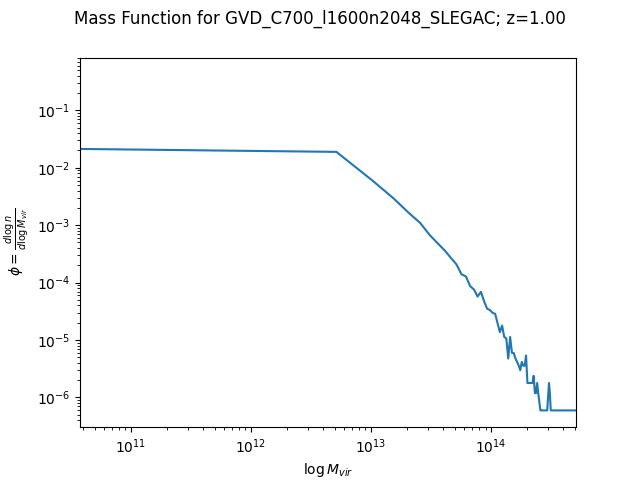 Mass Function for GVD_C700_l1600n2048_SLEGAC; z=1.00
10⁻¹
10⁻²
10⁻³
10⁻⁴
10⁻⁵
10⁻⁶
ϕ = d log n / d log M_vir
10¹¹ 10¹² 10¹³ 10¹⁴
log M_vir